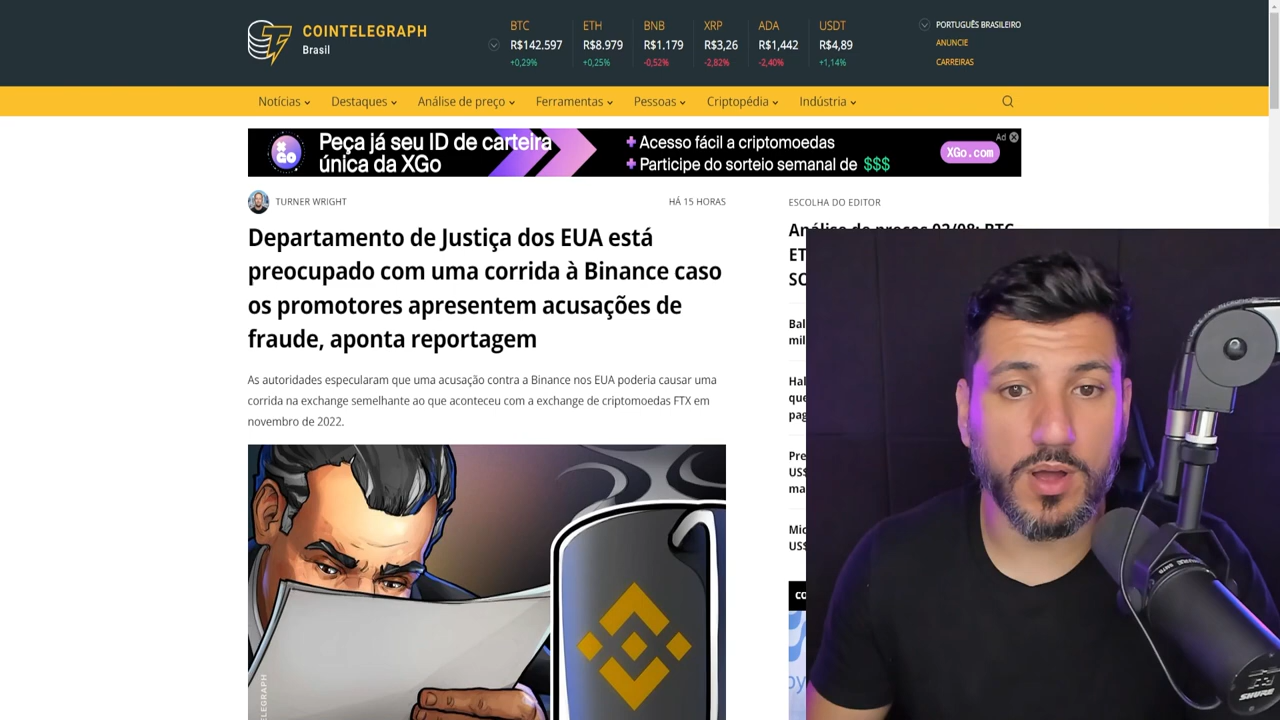 COINTELEGRAPH
Brasil
BTC
R$142.597
+0,29%
ETH
R$8.979
+0,25%
BNB
R$1.179
-0,52%
XRP
R$3,26
-2,82%
ADA
R$1,442
-2,40%
USDT
R$4,89
+1,14%
PORTUGUÊS BRASILEIRO
ANUNCIE
CARREIRAS
Notícias
Destaques
Análise de preço
Ferramentas
Pessoas
Criptopédia
Indústria
X GO
Peça já seu ID de carteira
única da XGo
+ Acesso fácil a criptomoedas
+ Participe do sorteio semanal de $$$
Ad
XGo.com
TURNER WRIGHT
HÁ 15 HORAS
Departamento de Justiça dos EUA está
preocupado com uma corrida à Binance caso
os promotores apresentem acusações de
fraude, aponta reportagem
As autoridades especularam que uma acusação contra a Binance nos EUA poderia causar uma
corrida na exchange semelhante ao que aconteceu com a exchange de criptomoedas FTX em
novembro de 2022.
ESCOLHA DO EDITOR
SHURE